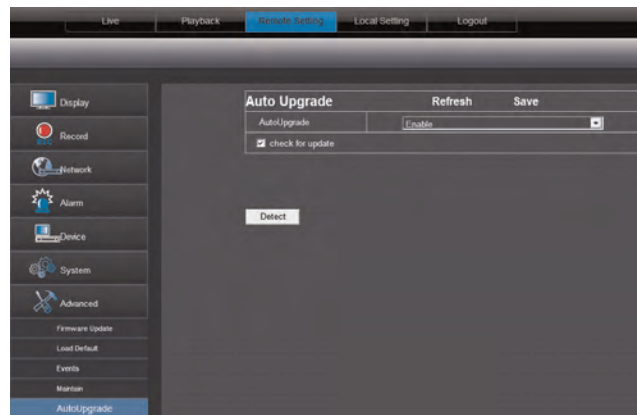 Live Playback Remote Setting Local Setting Logout
Display
Record
Network
Alarm
Device
System
Advanced
Firmware Update
Load Default
Events
Maintain
AutoUpgrade
Auto Upgrade Refresh Save
AutoUpgrade Enable
check for update
Detect